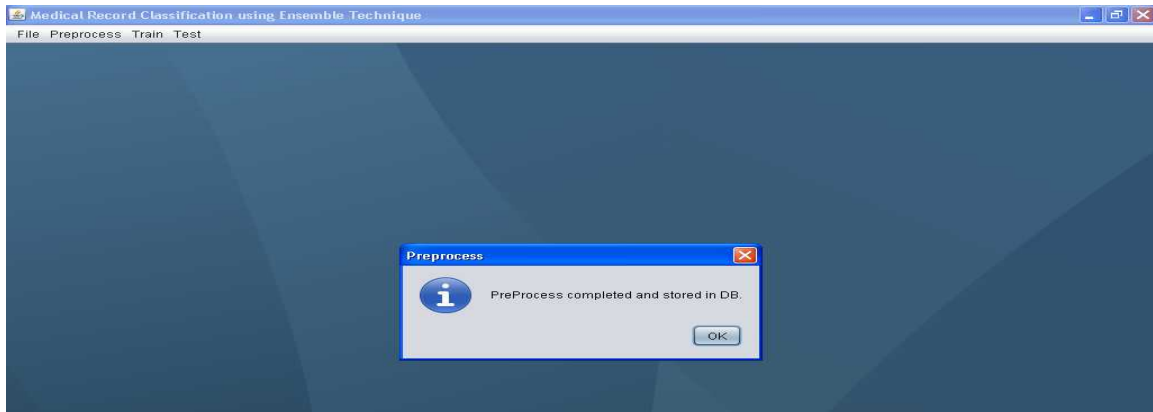 Medical Record Classification using Ensemble Technique
File Preprocess Train Test
Preprocess
PreProcess completed and stored in DB.
OK